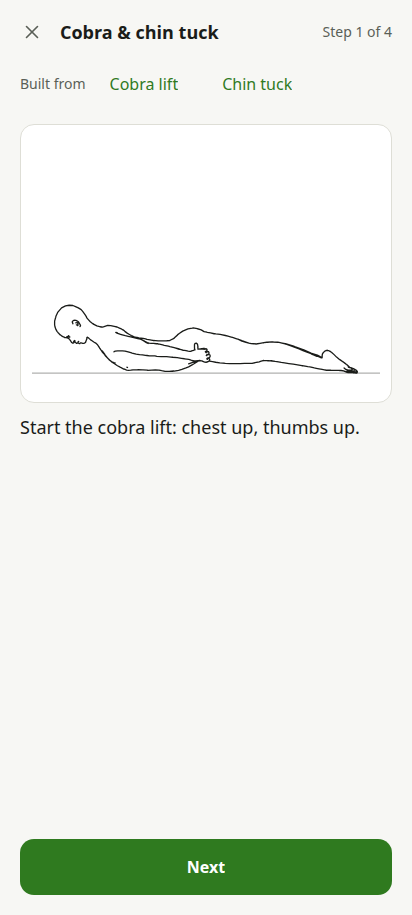 Cobra & chin tuck
Step 1 of 4
Built from Cobra lift Chin tuck
Start the cobra lift: chest up, thumbs up.
Next